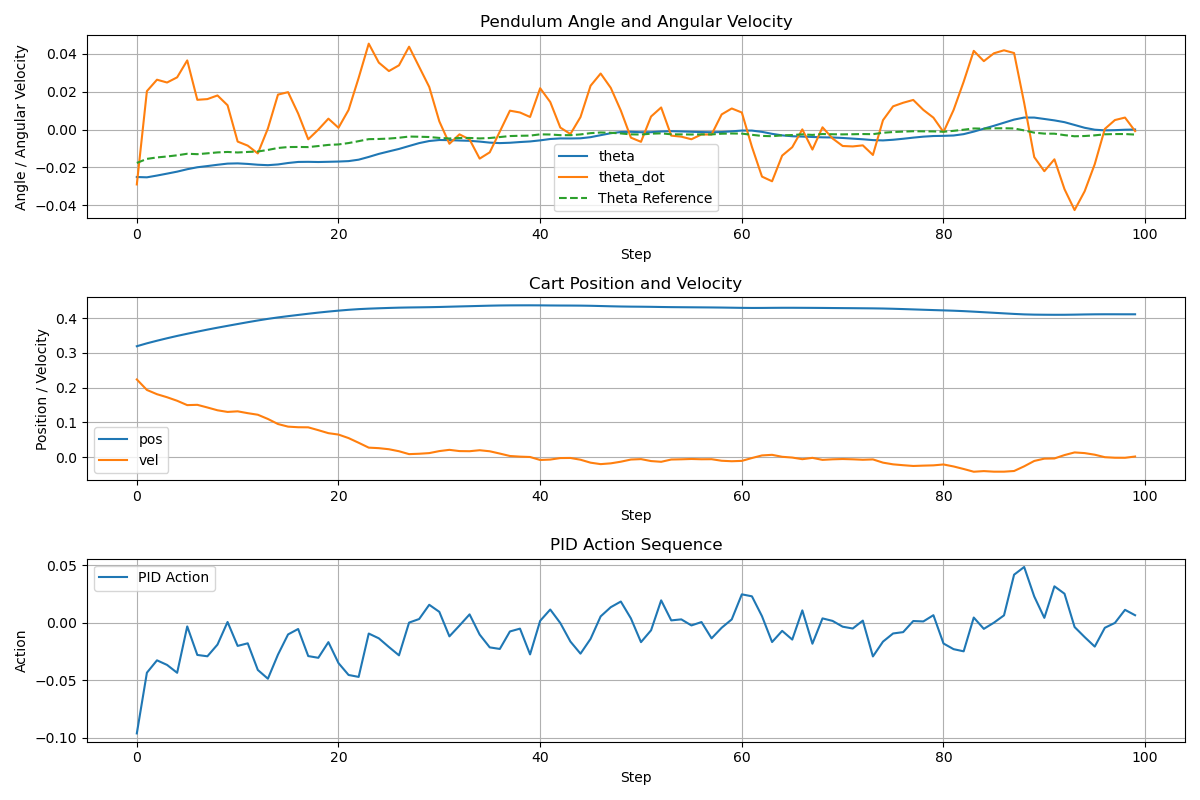 Pendulum Angle and Angular Velocity
Angle / Angular Velocity
0.04
0.02
0.00
−0.02
−0.04
theta
theta_dot
Theta Reference
0 20 40 60 80 100
Step
Cart Position and Velocity
Position / Velocity
0.4
0.3
0.2
0.1
0.0
pos
vel
0 20 40 60 80 100
Step
PID Action Sequence
Action
0.05
0.00
−0.05
−0.10
PID Action
0 20 40 60 80 100
Step